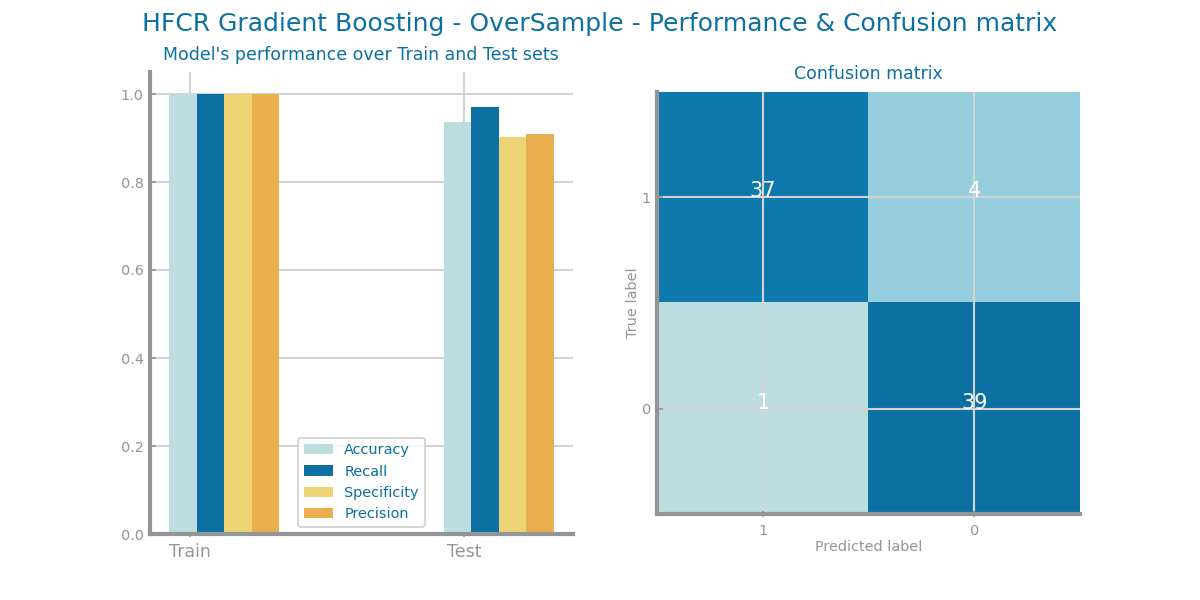 HFCR Gradient Boosting - OverSample - Performance & Confusion matrix
Model's performance over Train and Test sets
1.0
0.8
0.6
0.4
0.2
0.0
Train
Test
Accuracy
Recall
Specificity
Precision
Confusion matrix
True label
1
0
37
4
1
39
1
0
Predicted label